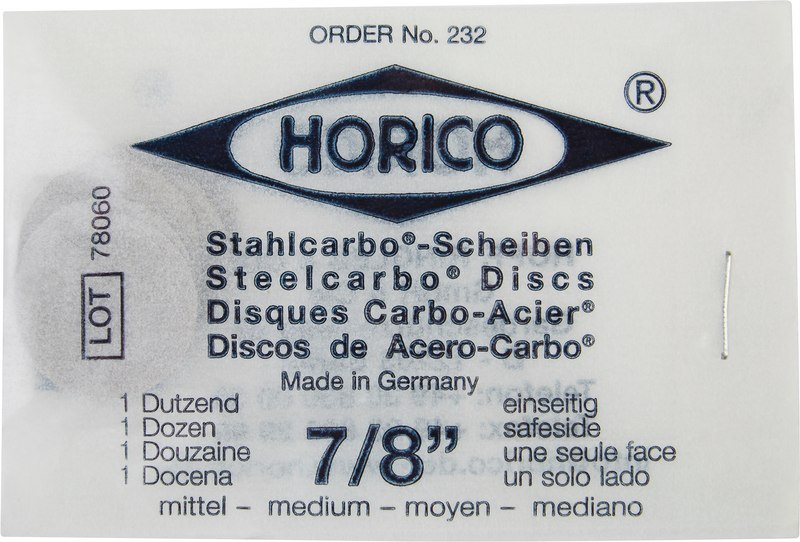 ORDER No. 232
HORICO ®
LOT 78060
Stahlcarbo®-Scheiben
Steelcarbo® Discs
Disques Carbo-Acier®
Discos de Acero-Carbo®
Made in Germany
1 Dutzend
1 Dozen
1 Douzaine
1 Docena
7/8”
einseitig
safeside
une seule face
un solo lado
mittel – medium – moyen – mediano